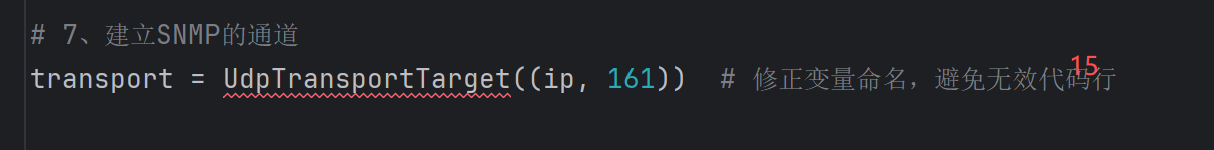 # 7、建立SNMP的通道
transport = UdpTransportTarget((ip, 161))  # 修正变量命名，避免无效代码行
15